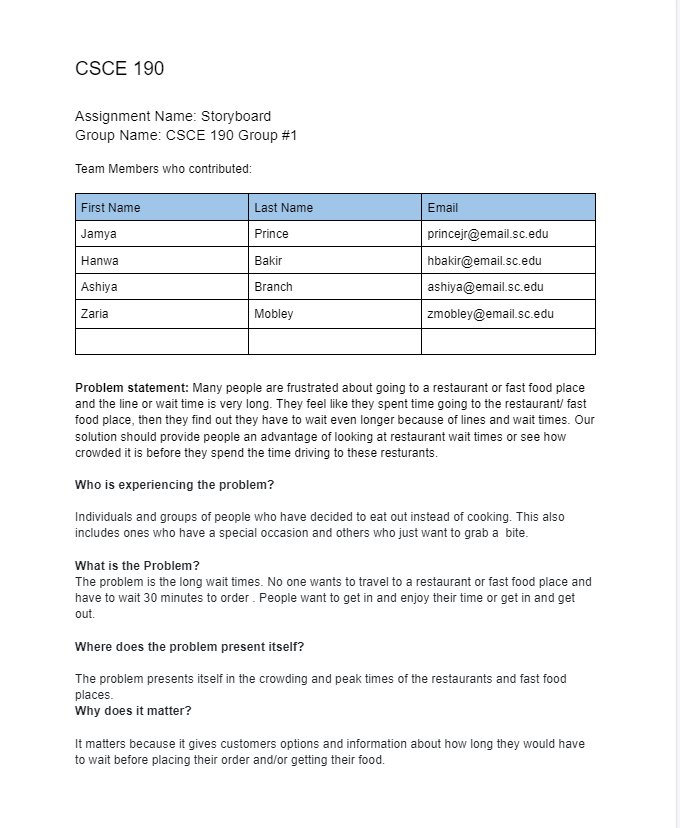 CSCE 190
Assignment Name: Storyboard
Group Name: CSCE 190 Group #1
Team Members who contributed:
First Name Last Name Email
Jamya Prince princejr@email.sc.edu
Hanwa Bakir hbakir@email.sc.edu
Ashiya Branch ashiya@email.sc.edu
Zaria Mobley zmobley@email.sc.edu
Problem statement: Many people are frustrated about going to a restaurant or fast food place
and the line or wait time is very long. They feel like they spent time going to the restaurant/ fast
food place, then they find out they have to wait even longer because of lines and wait times. Our
solution should provide people an advantage of looking at restaurant wait times or see how
crowded it is before they spend the time driving to these resturants.
Who is experiencing the problem?
Individuals and groups of people who have decided to eat out instead of cooking. This also
includes ones who have a special occasion and others who just want to grab a  bite.
What is the Problem?
The problem is the long wait times. No one wants to travel to a restaurant or fast food place and
have to wait 30 minutes to order . People want to get in and enjoy their time or get in and get
out.
Where does the problem present itself?
The problem presents itself in the crowding and peak times of the restaurants and fast food
places.
Why does it matter?
It matters because it gives customers options and information about how long they would have
to wait before placing their order and/or getting their food.